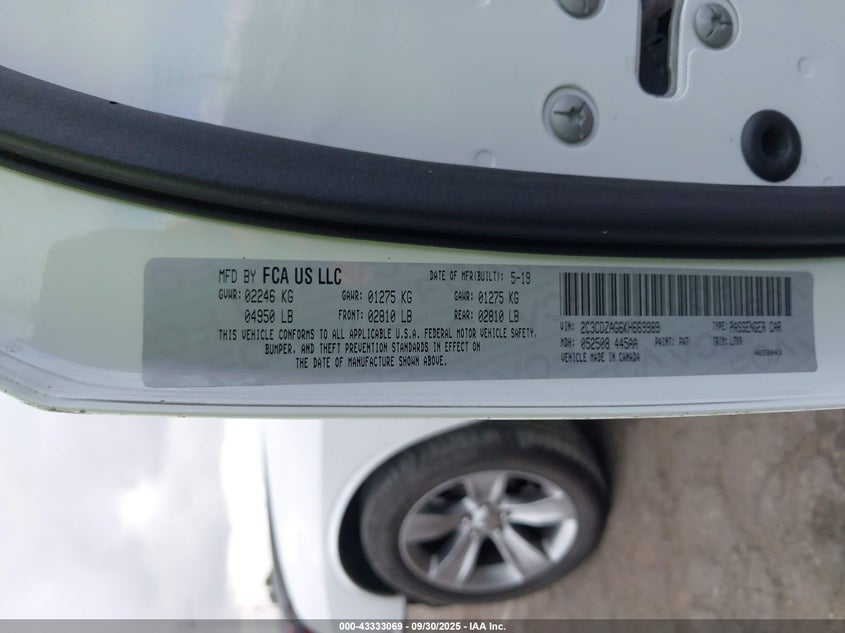 MFD BY FCA US LLC DATE OF MFR(BUILT): 5-19
GVWR: 02246 KG GAWR: 01275 KG GAWR: 01275 KG
04950 LB FRONT: 02810 LB REAR: 02810 LB
THIS VEHICLE CONFORMS TO ALL APPLICABLE U.S.A. FEDERAL MOTOR VEHICLE SAFETY,
BUMPER, AND THEFT PREVENTION STANDARDS IN EFFECT ON
THE DATE OF MANUFACTURE SHOWN ABOVE.
VIN: 2C3CDZAG6KH669989 TYPE: PASSENGER CAR
MDH: 052508 445AA PAINT: PW7 TRIM: LJX9
VEHICLE MADE IN CANADA 4658843
000-43333069 | 09/30/2025 | IAA Inc.